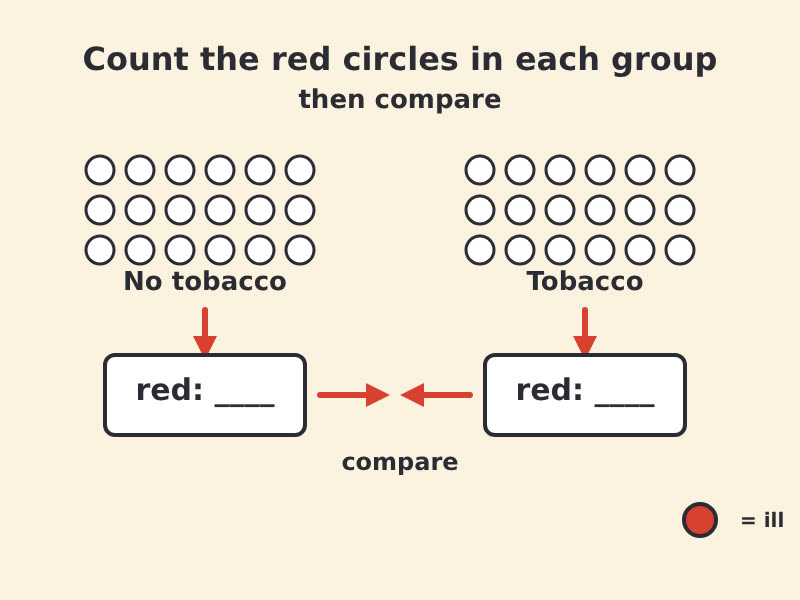 Count the red circles in each group
then compare
No tobacco
Tobacco
red: ____
red: ____
compare
= ill